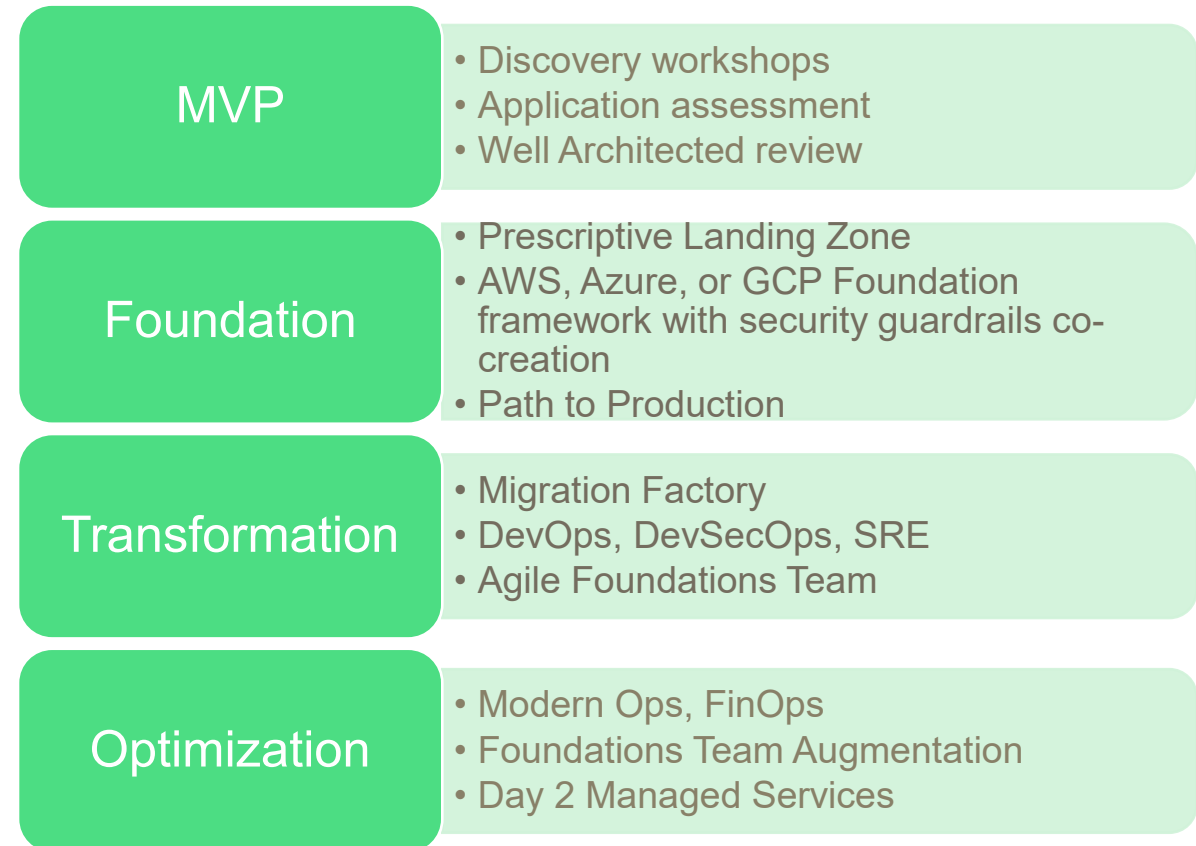 MVP
• Discovery workshops
• Application assessment
• Well Architected review
Foundation
• Prescriptive Landing Zone
• AWS, Azure, or GCP Foundation
framework with security guardrails co-
creation
• Path to Production
Transformation
• Migration Factory
• DevOps, DevSecOps, SRE
• Agile Foundations Team
Optimization
• Modern Ops, FinOps
• Foundations Team Augmentation
• Day 2 Managed Services